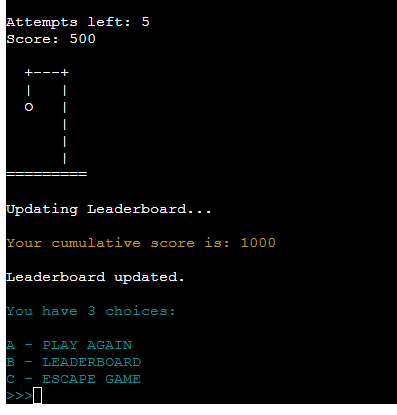 Attempts left: 5
Score: 500
+---+
|   |
O   |
    |
    |
    |
=========
Updating Leaderboard...
Your cumulative score is: 1000
Leaderboard updated.
You have 3 choices:
A - PLAY AGAIN
B - LEADERBOARD
C - ESCAPE GAME
>>>